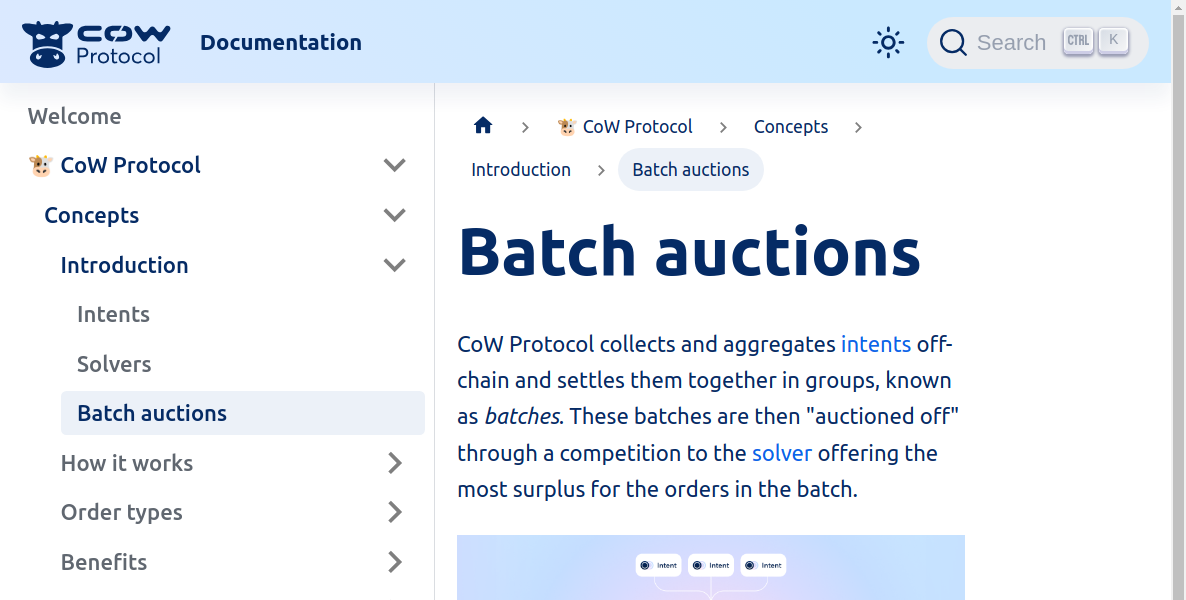 COW Protocol
Documentation
Search CTRL K
Welcome
CoW Protocol
Concepts
Introduction
Intents
Solvers
Batch auctions
How it works
Order types
Benefits
CoW Protocol > Concepts >
Introduction > Batch auctions
Batch auctions
CoW Protocol collects and aggregates intents off-
chain and settles them together in groups, known
as batches. These batches are then "auctioned off"
through a competition to the solver offering the
most surplus for the orders in the batch.
Intent Intent Intent